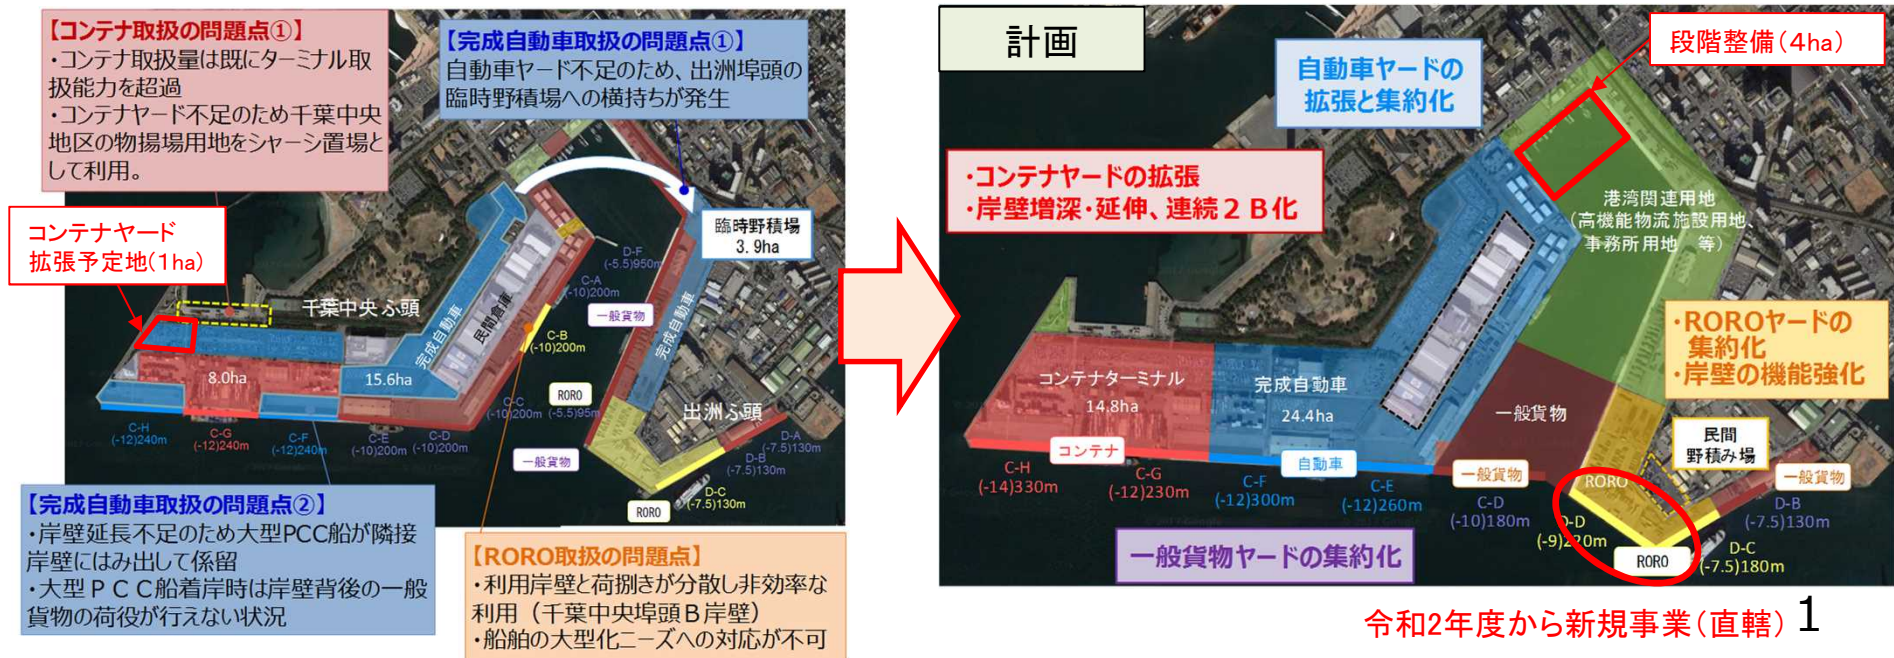 【コンテナ取扱の問題点①】
・コンテナ取扱量は既にターミナル取
扱能力を超過
・コンテナヤード不足のため千葉中央
地区の物揚場用地をシャーシ置場と
して利用。
【完成自動車取扱の問題点①】
自動車ヤード不足のため、出洲埠頭の
臨時野積場への横持ちが発生
コンテナヤード
拡張予定地(1ha)
臨時野積場
3.9ha
千葉中央ふ頭
完成自動車
民間倉庫
8.0ha
15.6ha
D-F
(-5.5)950m
C-A
(-10)200m
一般貨物
C-B
(-10)200m
完成自動車
RORO
(-5.5)95m
C-C
(-10)200m
出洲ふ頭
C-H
(-12)240m
C-G
(-12)240m
C-F
(-12)240m
C-E
(-10)200m
C-D
(-10)200m
一般貨物
D-A
(-7.5)130m
D-B
(-7.5)130m
D-C
(-7.5)130m
RORO
【完成自動車取扱の問題点②】
・岸壁延長不足のため大型PCC船が隣接
岸壁にはみ出して係留
・大型ＰＣＣ船着岸時は岸壁背後の一般
貨物の荷役が行えない状況
【RORO取扱の問題点】
・利用岸壁と荷捌きが分散し非効率な
利用（千葉中央埠頭Ｂ岸壁）
・船舶の大型化ニーズへの対応が不可
計画
段階整備(4ha)
自動車ヤードの
拡張と集約化
・コンテナヤードの拡張
・岸壁増深・延伸、連続２Ｂ化
港湾関連用地
(高機能物流施設用地、
事務所用地　等)
・ROROヤードの
集約化
・岸壁の機能強化
コンテナターミナル
14.8ha
完成自動車
24.4ha
一般貨物
民間
野積み場
コンテナ
自動車
一般貨物
RORO
一般貨物
C-H
(-14)330m
C-G
(-12)230m
C-F
(-12)300m
C-E
(-12)260m
C-D
(-10)180m
D-D
(-9)220m
D-B
(-7.5)130m
D-C
(-7.5)180m
RORO
一般貨物ヤードの集約化
令和2年度から新規事業(直轄)
1